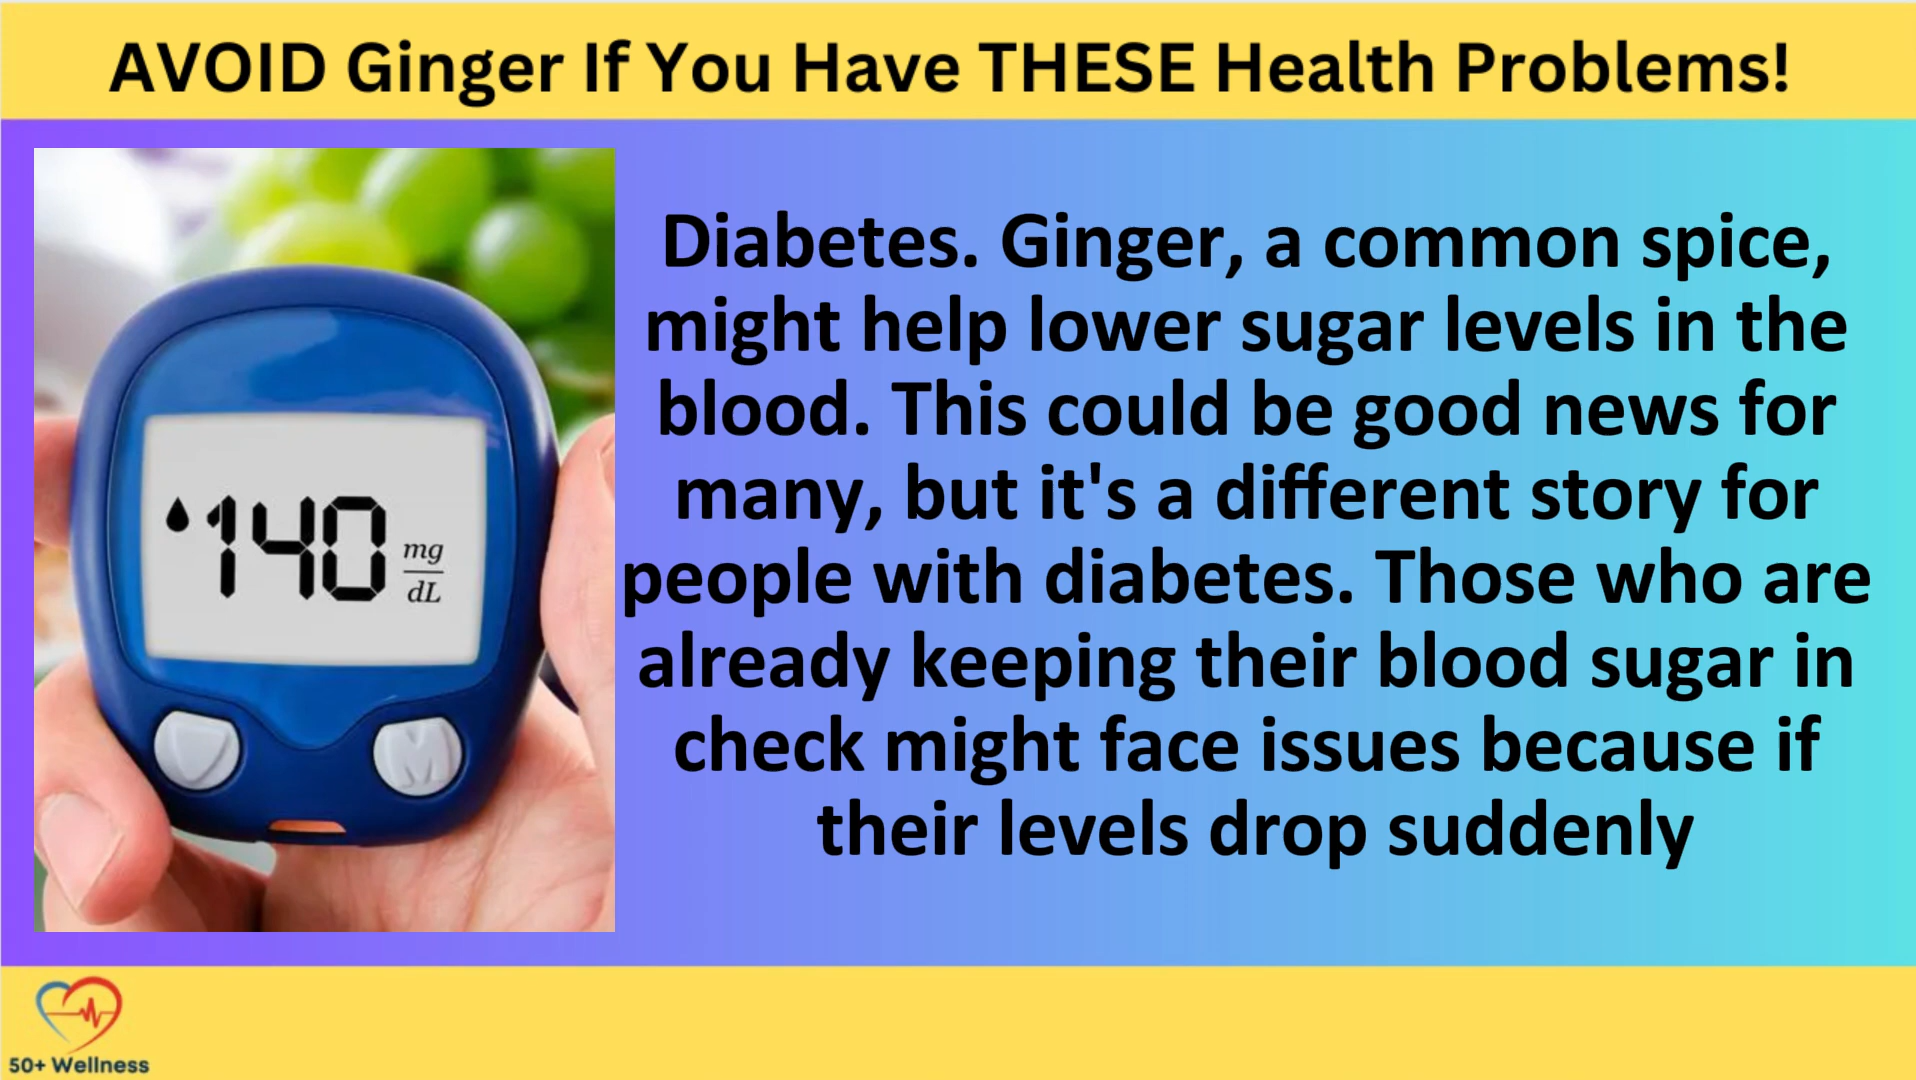 AVOID Ginger If You Have THESE Health Problems!
140 mg/dL
M
Diabetes. Ginger, a common spice,
might help lower sugar levels in the
blood. This could be good news for
many, but it's a different story for
people with diabetes. Those who are
already keeping their blood sugar in
check might face issues because if
their levels drop suddenly
50+ Wellness